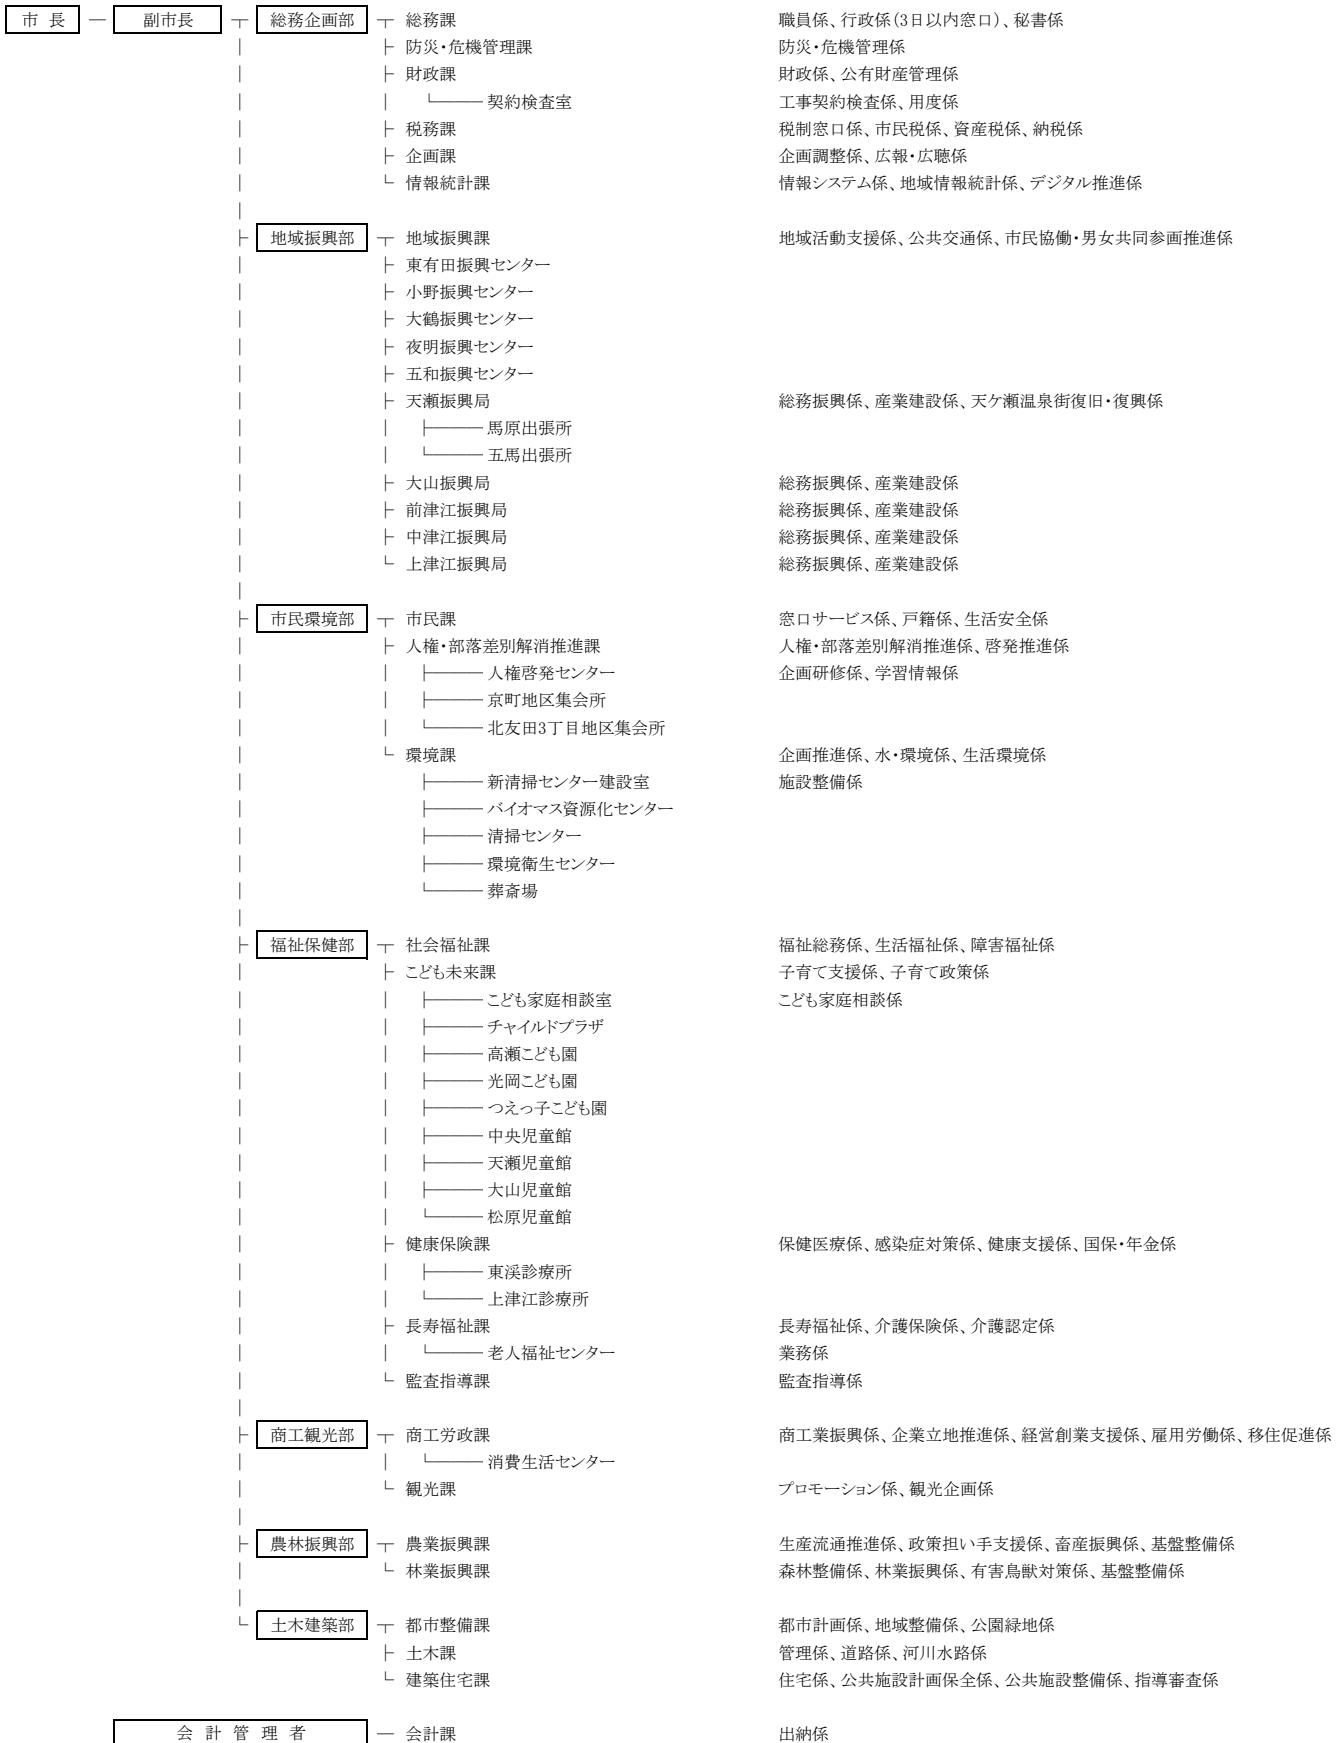 市 長 副市長 総務企画部 総務課 職員係、行政係(3日以内窓口)、秘書係
防災・危機管理課 防災・危機管理係
財政課 財政係、公有財産管理係
契約検査室 工事契約検査係、用度係
税務課 税制窓口係、市民税係、資産税係、納税係
企画課 企画調整係、広報・広聴係
情報統計課 情報システム係、地域情報統計係、デジタル推進係
地域振興部 地域振興課 地域活動支援係、公共交通係、市民協働・男女共同参画推進係
東有田振興センター
小野振興センター
大鶴振興センター
夜明振興センター
五和振興センター
天瀬振興局 総務振興係、産業建設係、天ケ瀬温泉街復旧・復興係
馬原出張所
五馬出張所
大山振興局 総務振興係、産業建設係
前津江振興局 総務振興係、産業建設係
中津江振興局 総務振興係、産業建設係
上津江振興局 総務振興係、産業建設係
市民環境部 市民課 窓口サービス係、戸籍係、生活安全係
人権・部落差別解消推進課 人権・部落差別解消推進係、啓発推進係
人権啓発センター 企画研修係、学習情報係
京町地区集会所
北友田3丁目地区集会所
環境課 企画推進係、水・環境係、生活環境係
新清掃センター建設室 施設整備係
バイオマス資源化センター
清掃センター
環境衛生センター
葬斎場
福祉保健部 社会福祉課 福祉総務係、生活福祉係、障害福祉係
こども未来課 子育て支援係、子育て政策係
こども家庭相談室 こども家庭相談係
チャイルドプラザ
高瀬こども園
光岡こども園
つえっ子こども園
中央児童館
天瀬児童館
大山児童館
松原児童館
健康保険課 保健医療係、感染症対策係、健康支援係、国保・年金係
東渓診療所
上津江診療所
長寿福祉課 長寿福祉係、介護保険係、介護認定係
老人福祉センター 業務係
監査指導課 監査指導係
商工観光部 商工労政課 商工業振興係、企業立地推進係、経営創業支援係、雇用労働係、移住促進係
消費生活センター
観光課 プロモーション係、観光企画係
農林振興部 農業振興課 生産流通推進係、政策担い手支援係、畜産振興係、基盤整備係
林業振興課 森林整備係、林業振興係、有害鳥獣対策係、基盤整備係
土木建築部 都市整備課 都市計画係、地域整備係、公園緑地係
土木課 管理係、道路係、河川水路係
建築住宅課 住宅係、公共施設計画保全係、公共施設整備係、指導審査係
会 計 管 理 者 会計課 出納係